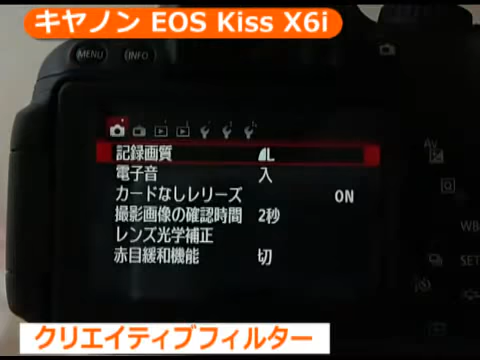 キヤノン EOS Kiss X6i
MENU
INFO
記録画質 L
電子音 入
カードなしレリーズ ON
撮影画像の確認時間 2秒
レンズ光学補正
赤目緩和機能 切
AV
Q
WB
SET
クリエイティブフィルター